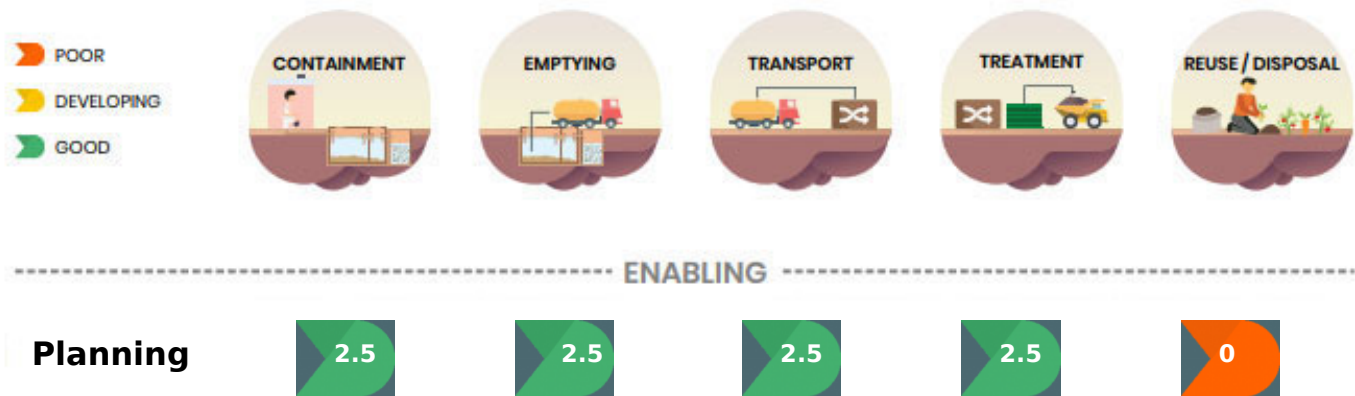 POOR
DEVELOPING
GOOD
CONTAINMENT
EMPTYING
TRANSPORT
TREATMENT
REUSE / DISPOSAL
ENABLING
Planning 2.5 2.5 2.5 2.5 0